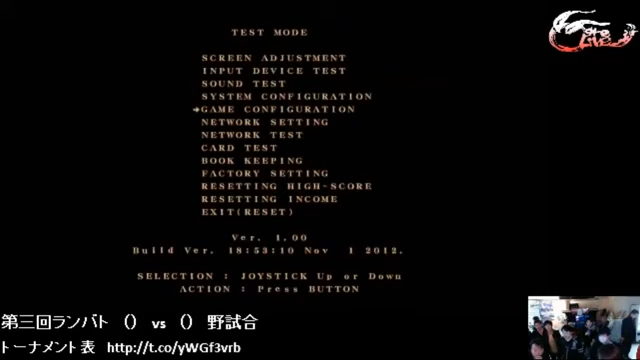 TEST MODE
SCREEN ADJUSTMENT
INPUT DEVICE TEST
SOUND TEST
SYSTEM CONFIGURATION
➔GAME CONFIGURATION
NETWORK SETTING
NETWORK TEST
CARD TEST
BOOK KEEPING
FACTORY SETTING
RESETTING HIGH-SCORE
RESETTING INCOME
EXIT(RESET)
Ver. 1.00
Build Ver. 18:53:10 Nov 1 2012.
SELECTION : JOYSTICK Up or Down
ACTION : Press BUTTON
第三回ランバト () vs () 野試合
トーナメント表 http://t.co/yWGf3vrb